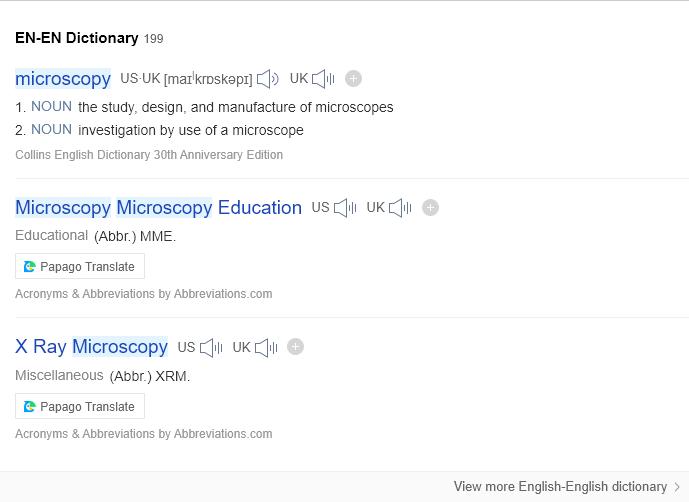 EN-EN Dictionary 199
microscopy US·UK [maɪˈkrɒskəpɪ] UK
1. NOUN the study, design, and manufacture of microscopes
2. NOUN investigation by use of a microscope
Collins English Dictionary 30th Anniversary Edition
Microscopy Microscopy Education US UK
Educational (Abbr.) MME.
Papago Translate
Acronyms & Abbreviations by Abbreviations.com
X Ray Microscopy US UK
Miscellaneous (Abbr.) XRM.
Papago Translate
Acronyms & Abbreviations by Abbreviations.com
View more English-English dictionary